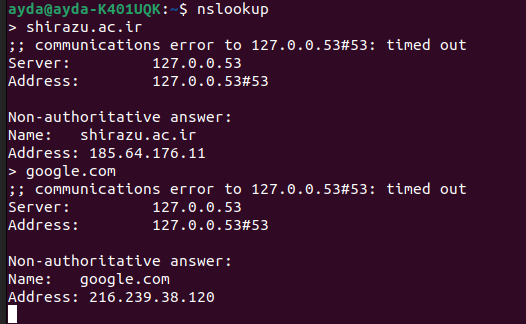 ayda@ayda-K401UQK:~$ nslookup
> shirazu.ac.ir
;; communications error to 127.0.0.53#53: timed out
Server:         127.0.0.53
Address:        127.0.0.53#53

Non-authoritative answer:
Name:   shirazu.ac.ir
Address: 185.64.176.11
> google.com
;; communications error to 127.0.0.53#53: timed out
Server:         127.0.0.53
Address:        127.0.0.53#53

Non-authoritative answer:
Name:   google.com
Address: 216.239.38.120